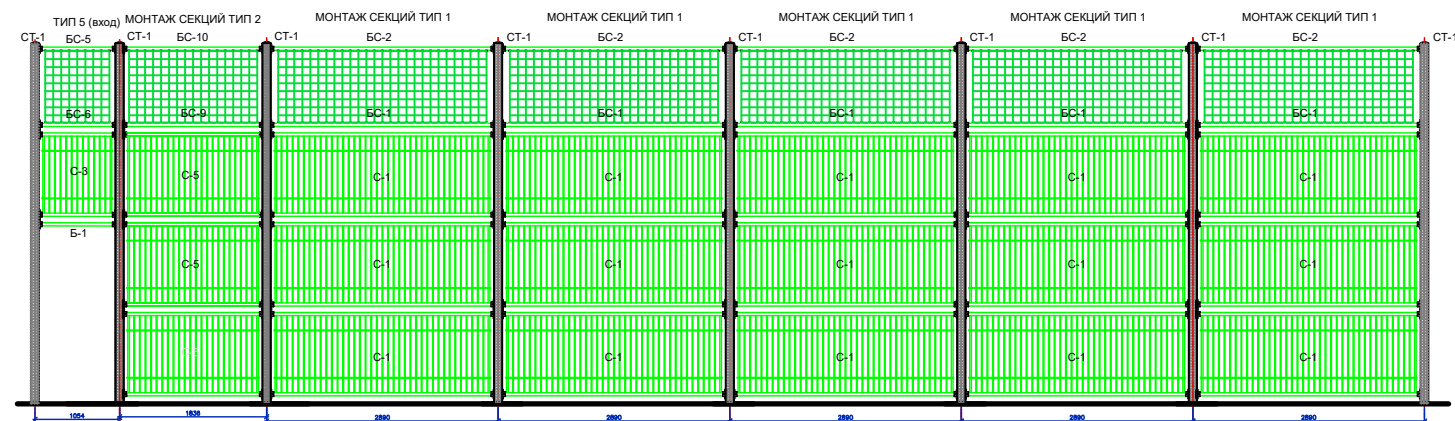 ТИП 5 (вход) МОНТАЖ СЕКЦИЙ ТИП 2 МОНТАЖ СЕКЦИЙ ТИП 1 МОНТАЖ СЕКЦИЙ ТИП 1 МОНТАЖ СЕКЦИЙ ТИП 1 МОНТАЖ СЕКЦИЙ ТИП 1 МОНТАЖ СЕКЦИЙ ТИП 1
СТ-1 БС-5 СТ-1 БС-10 СТ-1 БС-2 СТ-1 БС-2 СТ-1 БС-2 СТ-1 БС-2 СТ-1 БС-2 СТ-1
БС-6 БС-9 БС-1 БС-1 БС-1 БС-1 БС-1
С-3 С-5 С-1 С-1 С-1 С-1 С-1
Б-1
С-5 С-1 С-1 С-1 С-1 С-1
С-5 С-1 С-1 С-1 С-1 С-1
1054 1836 2890 2890 2890 2890 2890